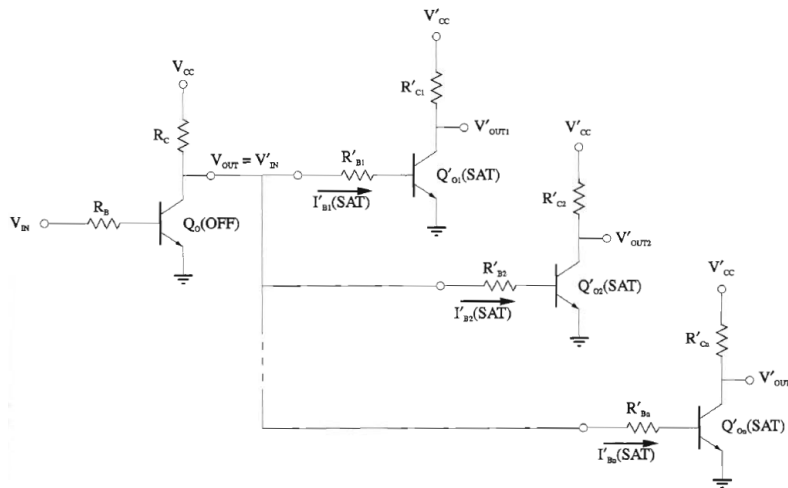 V'CC
VCC
R'C1
RC
V'OUT1
VOUT = V'IN
R'B1
Q'O1(SAT)
I'B1(SAT)
V'CC
R'C2
VIN
RB
QO(OFF)
V'OUT2
R'B2
Q'O2(SAT)
I'B2(SAT)
V'CC
R'Cn
V'OUT
R'Bn
Q'On(SAT)
I'Bn(SAT)